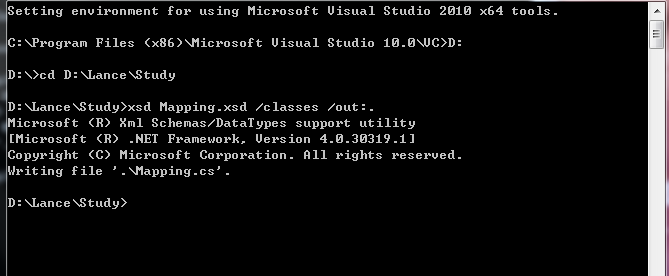 Setting environment for using Microsoft Visual Studio 2010 x64 tools.
C:\Program Files (x86)\Microsoft Visual Studio 10.0\VC>D:
D:\>cd D:\Lance\Study
D:\Lance\Study>xsd Mapping.xsd /classes /out:.
Microsoft (R) Xml Schemas/DataTypes support utility
[Microsoft (R) .NET Framework, Version 4.0.30319.1]
Copyright (C) Microsoft Corporation. All rights reserved.
Writing file '.\Mapping.cs'.
D:\Lance\Study>